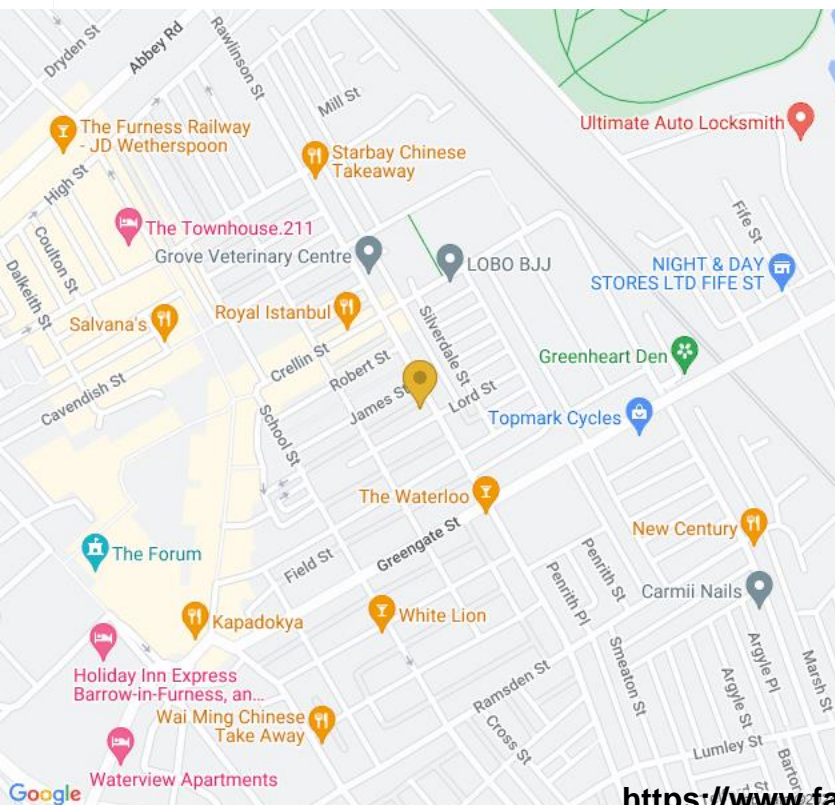 Dryden St
Abbey Rd
Rawlinson St
Mill St
The Furness Railway
- JD Wetherspoon
Starbay Chinese
Takeaway
Ultimate Auto Locksmith
High St
Coulton St
Dalkeith St
The Townhouse.211
Grove Veterinary Centre
LOBO BJJ
Fife St
NIGHT & DAY
STORES LTD FIFE ST
Salvana's
Royal Istanbul
Silverdale St
Crellin St
Robert St
James St
Lord St
Greenheart Den
Cavendish St
School St
Topmark Cycles
The Waterloo
New Century
The Forum
Field St
Greengate St
Penrith St
Penrith Pl
Carmii Nails
Kapadokya
White Lion
Holiday Inn Express
Barrow-in-Furness, an...
Smeaton St
Argyle Pl
Argyle St
Marsh St
Ramsden St
Wai Ming Chinese
Take Away
Cross St
Lumley St
Waterview Apartments
Google
https://www.fa